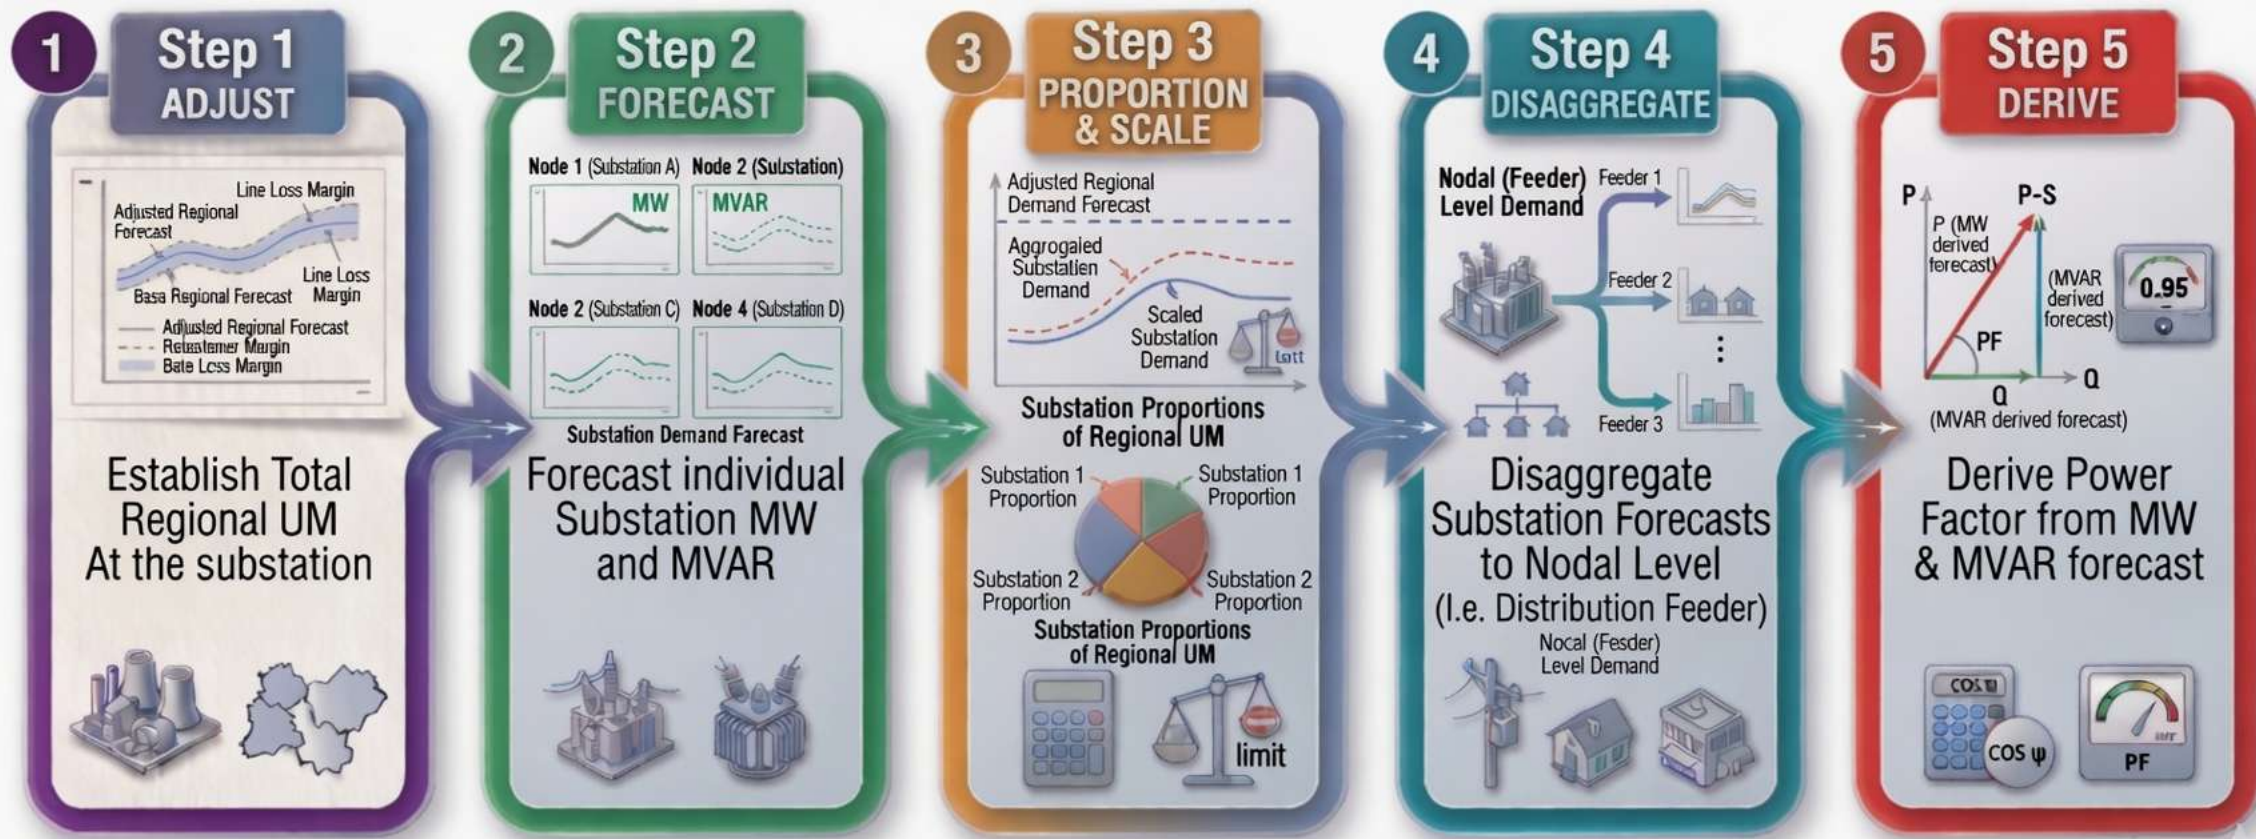 1
Step 1
ADJUST
Line Loss Margin
Adjusted Regional
Forecast
Line Loss
Margin
Basa Regional Ferecast
Adjlusted Regional Forecast
Margin
Bate Lcss Margin
Establish Total
Regional UM
At the substation
2
Step 2
FORECAST
Node 1 (Substation A)
Node 2 (Sulustation)
MW
MVAR
Node 2 (Substation C)
Node 4 (Substation D)
Substation Demand Farecast
Forecast individual
Substation MW
and MVAR
3
Step 3
PROPORTION
& SCALE
Adjusted Regional
Demand Ferecast
Aggrogaled
Substatien
Demand
Scaled
Substation
Demand
Lott
Substation Proportions
of Regional UM
Substation 1
Proportion
Substation 1
Proportion
Substation 2
Proportion
Substation 2
Proportion
Substation Proportions
of Regional UM
limit
4
Step 4
DISAGGREGATE
Nodal (Feeder)
Level Demand
Feeder 1
Feeder 2
Feeder 3
Disaggregate
Substation Forecasts
to Nodal Level
(I.e. Distribution Feeder)
Nocal (Fesder)
Level Demand
5
Step 5
DERIVE
P
P-S
P (MW
derived
forecast)
(MVAR
derived
forecast)
0.95
PF
Q
Q
(MVAR derived forecast)
Derive Power
Factor from MW
& MVAR forecast
COS ψ
PF